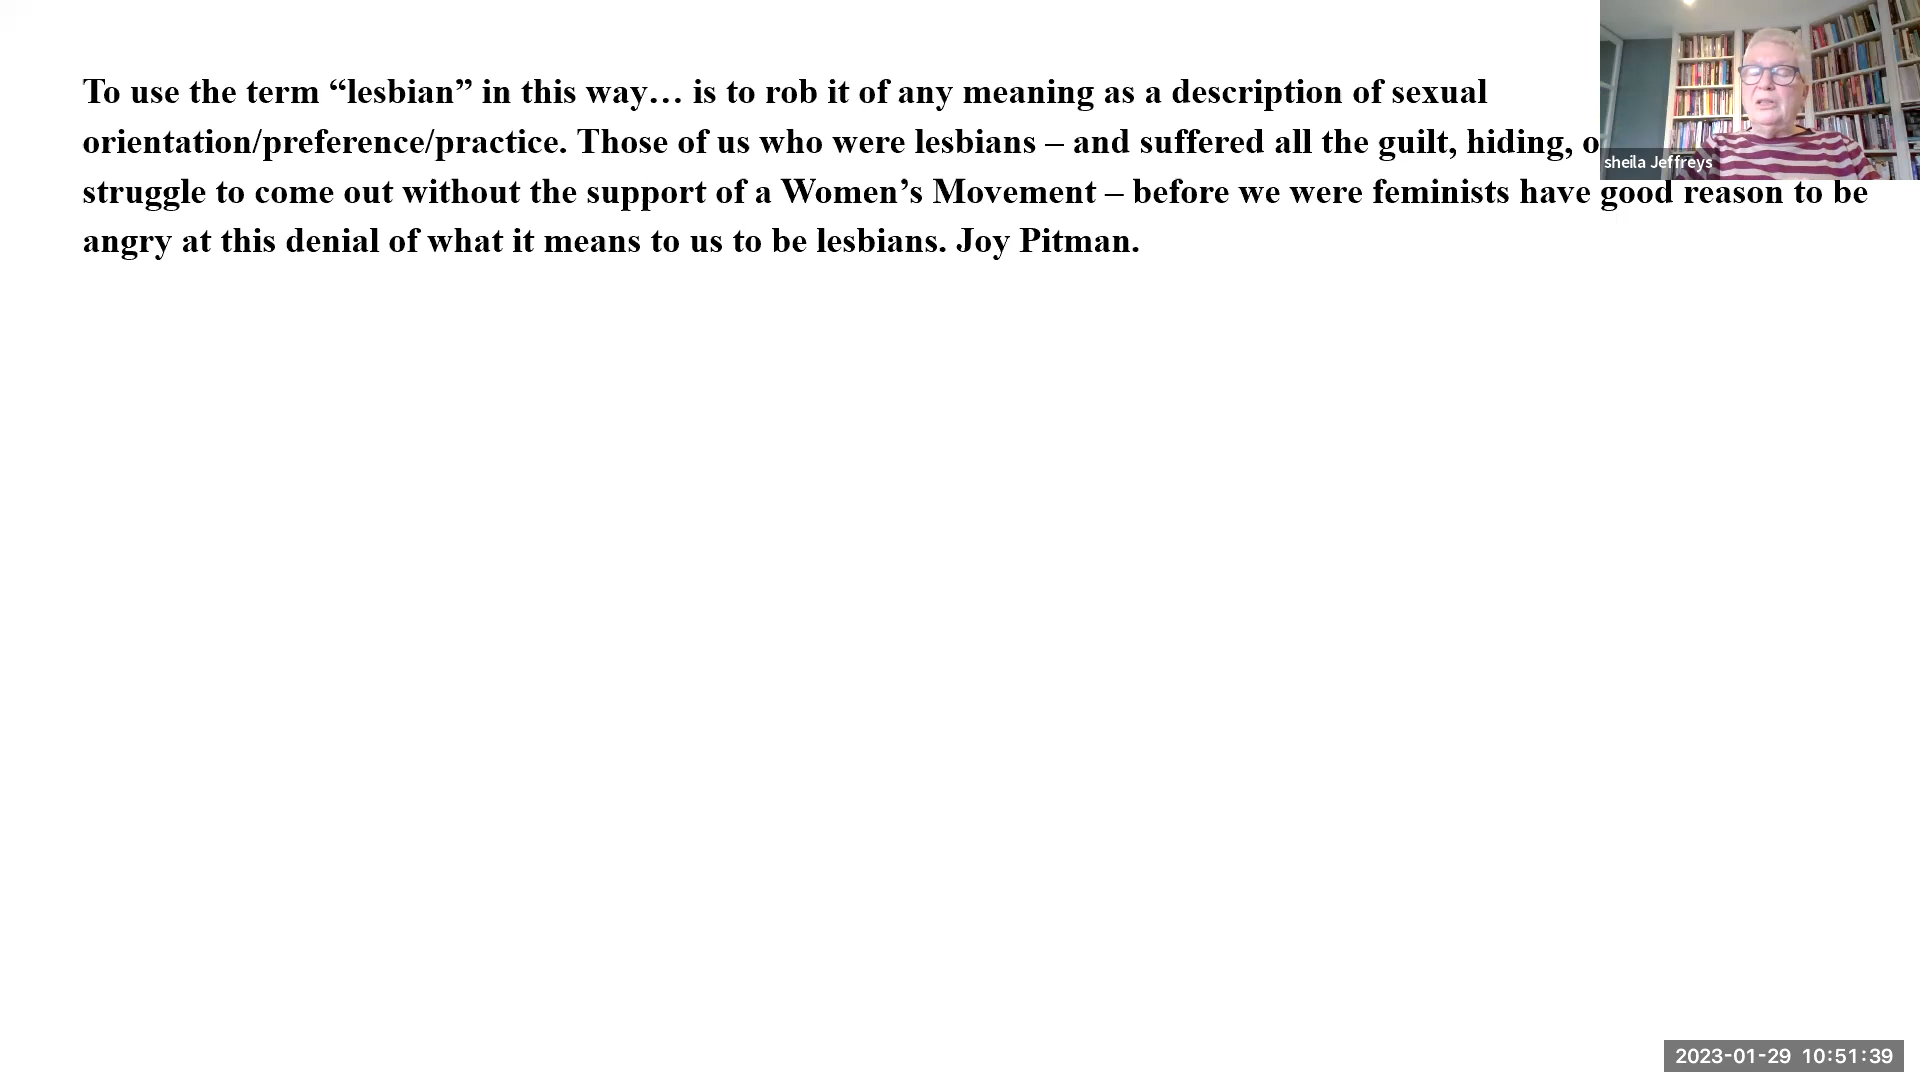 To use the term “lesbian” in this way… is to rob it of any meaning as a description of sexual
orientation/preference/practice. Those of us who were lesbians – and suffered all the guilt, hiding,
struggle to come out without the support of a Women’s Movement – before we were feminists have good reason to be
angry at this denial of what it means to us to be lesbians. Joy Pitman.
sheila Jeffreys
2023-01-29 10:51:39